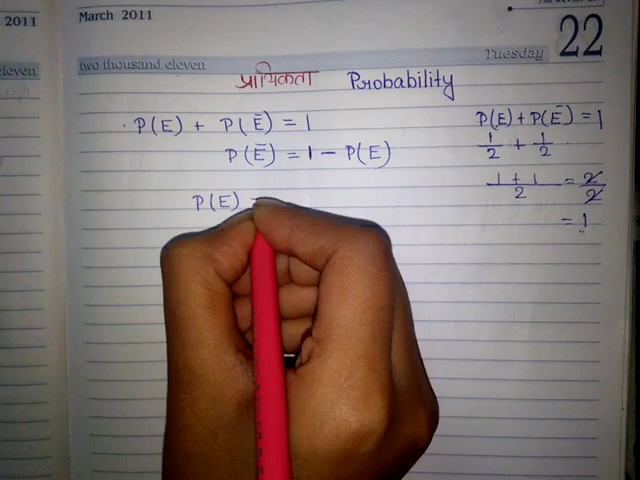 2011
March 2011
22
Tuesday
eleven
two thousand eleven
प्रायिकता Probability
P(E) + P(Ē) = 1
P(Ē) = 1 - P(E)
P(E) =
P(E) + P(Ē) = 1
1/2 + 1/2
1 + 1 / 2 = 2/2
= 1